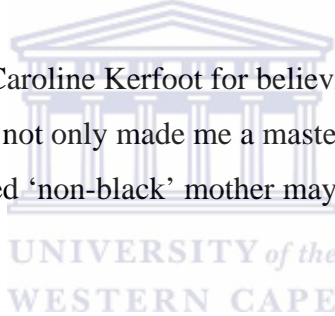 Caroline Kerfoot for believ
not only made me a maste
ed ‘non-black’ mother may
UNIVERSITY of the
WESTERN CAPE